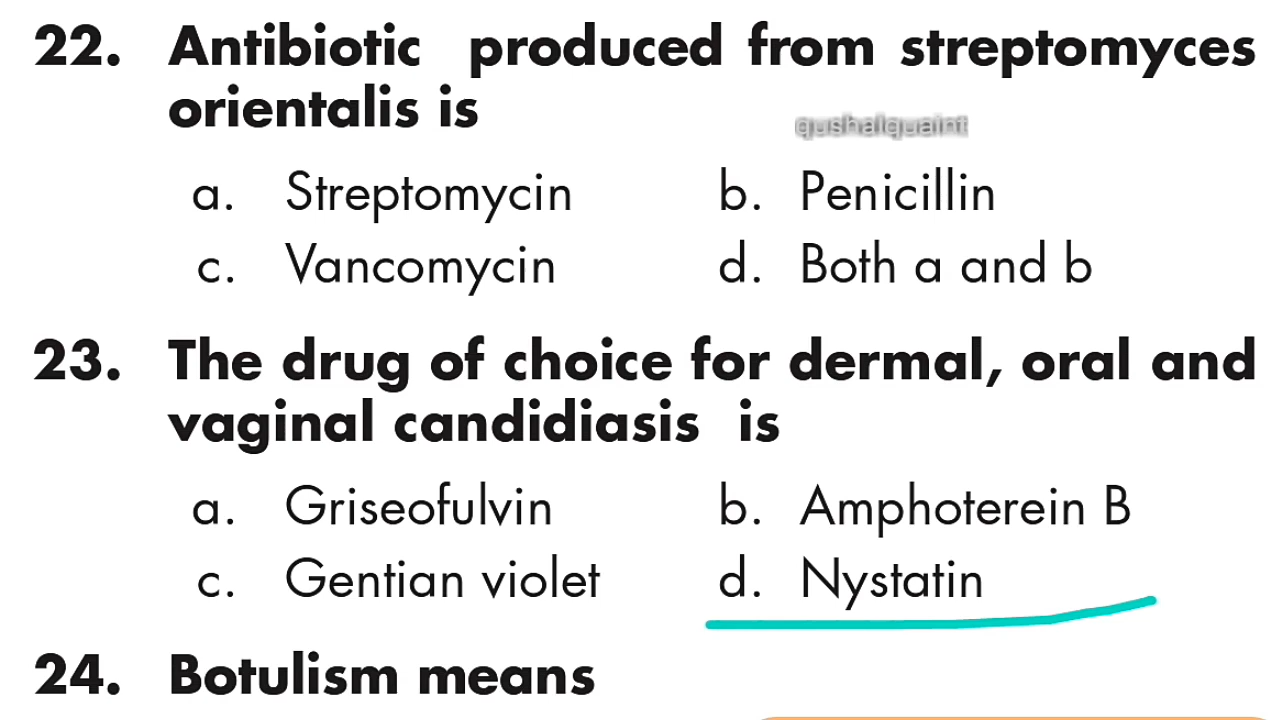 22. Antibiotic produced from streptomyces
orientalis is
qushalquaint
a. Streptomycin b. Penicillin
c. Vancomycin d. Both a and b
23. The drug of choice for dermal, oral and
vaginal candidiasis is
a. Griseofulvin b. Amphoterein B
c. Gentian violet d. Nystatin
24. Botulism means